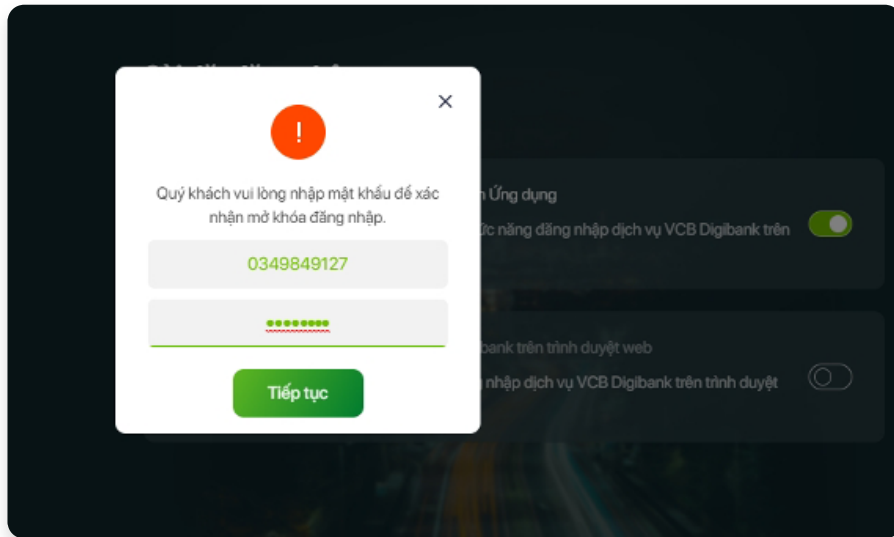 Quý khách vui lòng nhập mật khẩu để xác
nhận mở khóa đăng nhập.
0349849127
Tiếp tục
Ứng dụng
năng đăng nhập dịch vụ VCB Digibank trên
trên trình duyệt web
nhập dịch vụ VCB Digibank trên trình duyệt